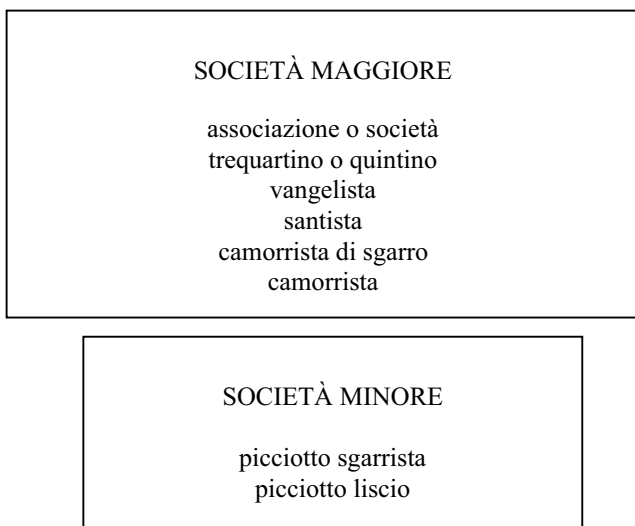 SOCIETÀ MAGGIORE
associazione o società
trequartino o quintino
vangelista
santista
camorrista di sgarro
camorrista
SOCIETÀ MINORE
picciotto sgarrista
picciotto liscio